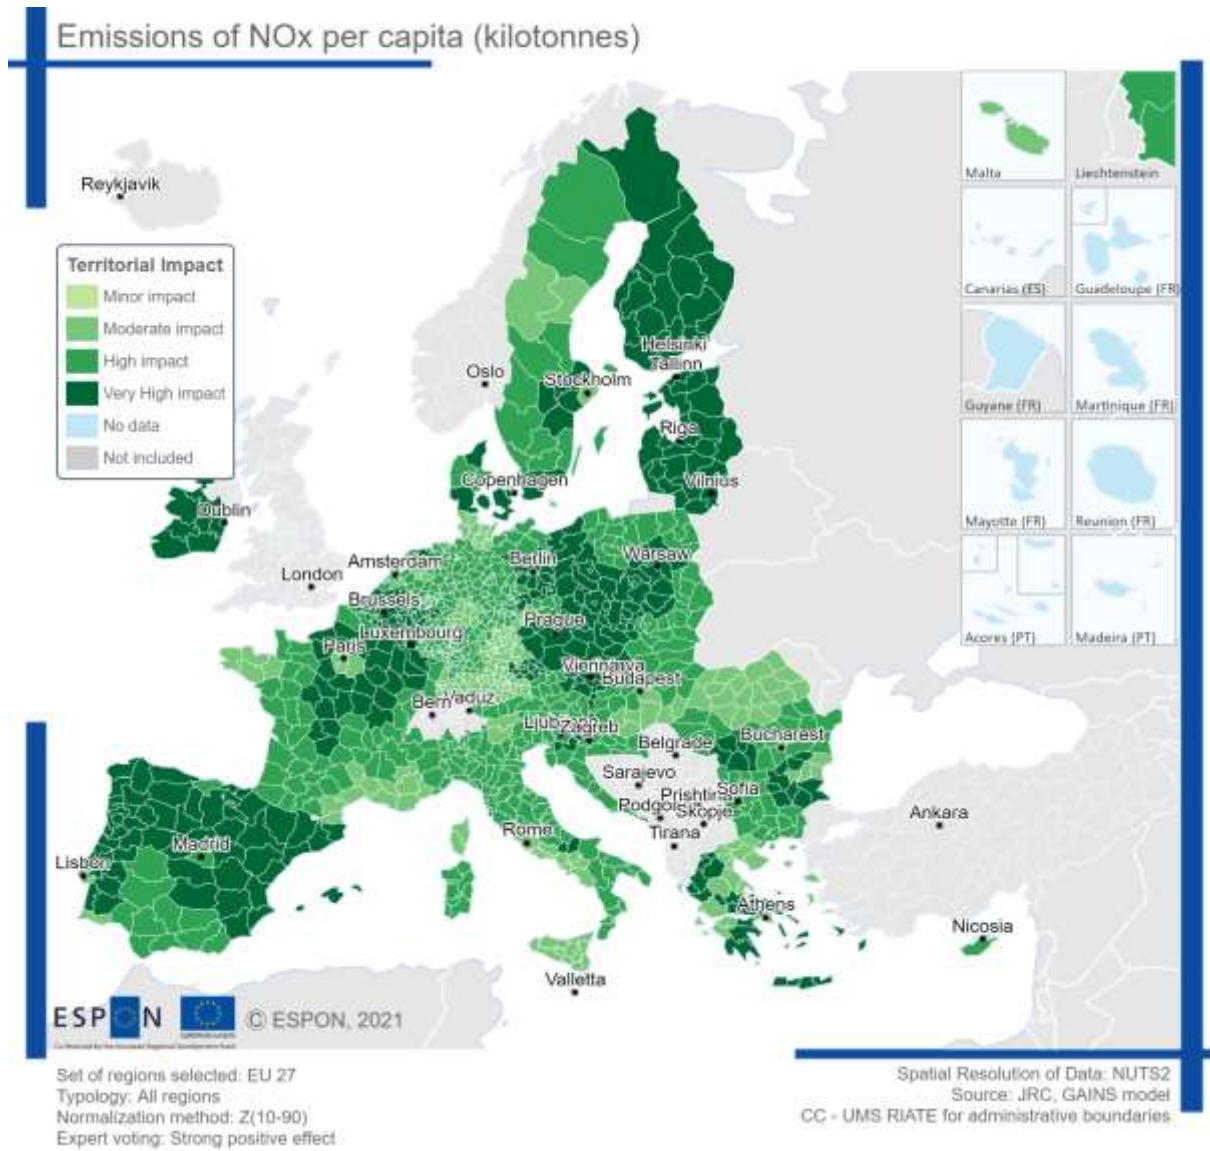 Emissions of NOx per capita (kilotonnes)
Reykjavik
Territorial Impact
Minor impact
Moderate impact
High impact
Very High impact
No data
Not included
Malta
Liechtenstein
Canarias (ES)
Guadeloupe (FR)
Guyane (FR)
Martinique (FR)
Mayotte (FR)
Reunion (FR)
Acores (PT)
Madeira (PT)
Helsinki
Tallinn
Oslo
Stockholm
Riga
Copenhagen
Vilnius
Dublin
Amsterdam
Berlin
Warsaw
London
Brussels
Prague
Luxembourg
Paris
Vienna
Budapest
Bern
Vaduz
Zagreb
Belgrade
Bucharest
Sarajevo
Sofia
Skopje
Tirana
Rome
Madrid
Lisbon
Ankara
Athens
Nicosia
Valletta
ESPON
© ESPON, 2021
Set of regions selected: EU 27
Typology: All regions
Normalization method: Z(10-90)
Expert voting: Strong positive effect
Spatial Resolution of Data: NUTS2
Source: JRC, GAINS model
CC - UMS RIATE for administrative boundaries